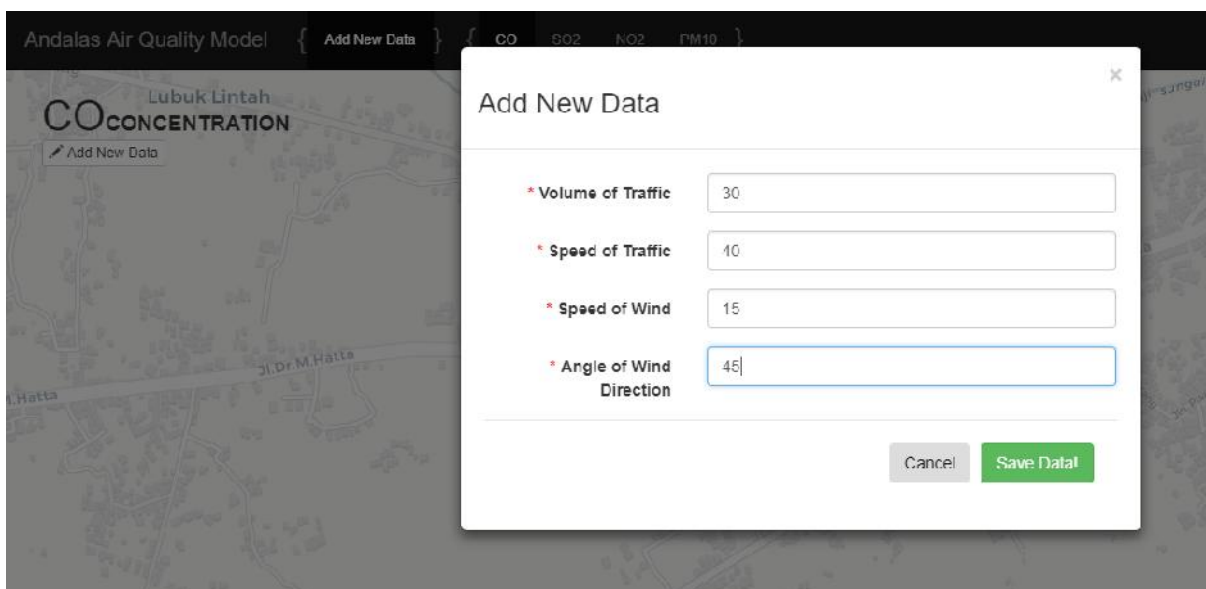 Andalas Air Quality Model { Add New Data } { CO SO2 NO2 PM10 }
Lubuk Lintah
CO CONCENTRATION
Add New Data
Jl.Dr M.Hatta
M.Hatta
×
Add New Data
* Volume of Traffic 30
* Speed of Traffic 40
* Speed of Wind 15
* Angle of Wind
Direction 45
Cancel Save Data!